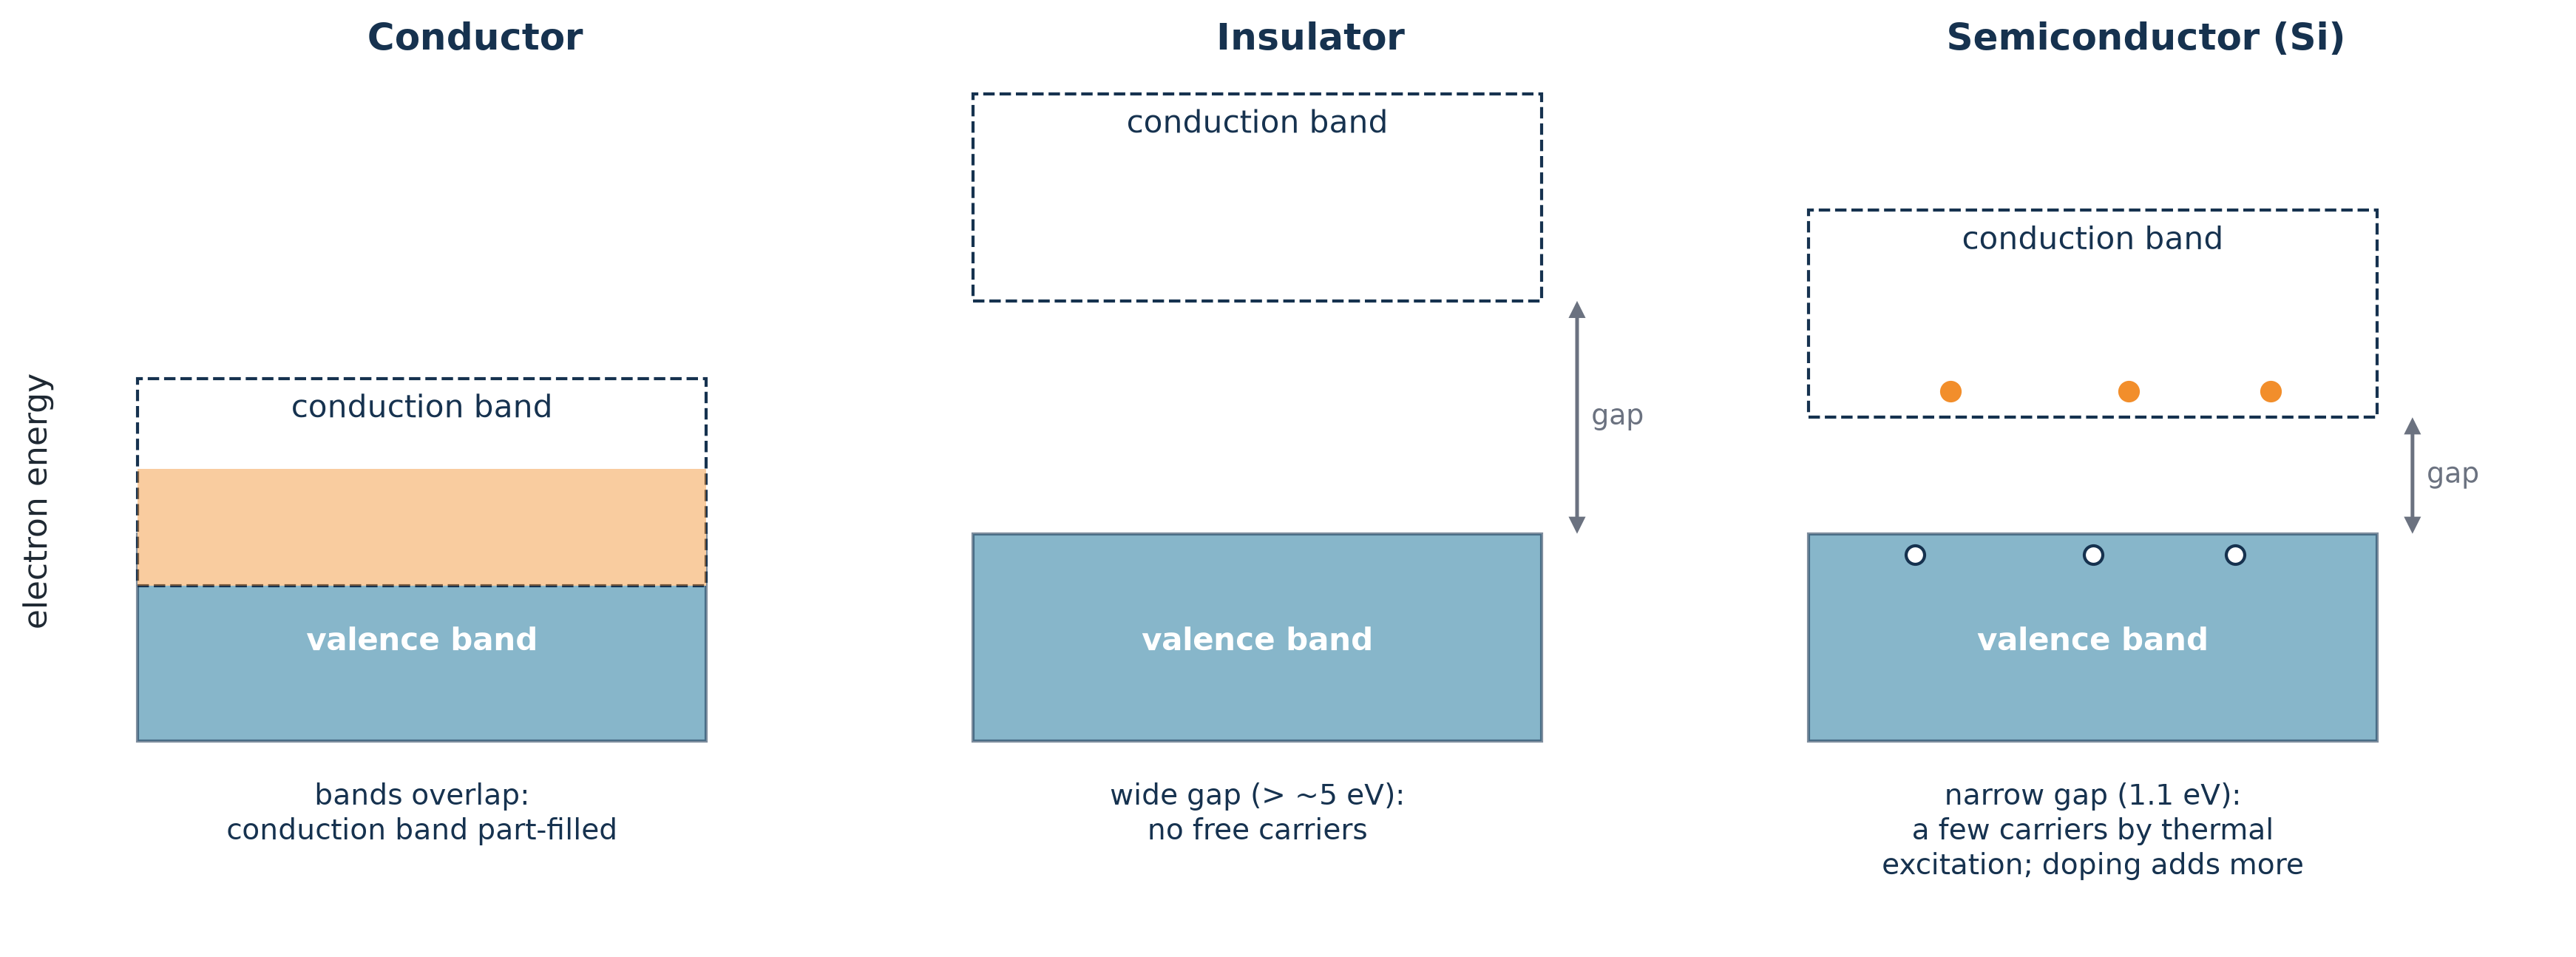 Conductor
Insulator
Semiconductor (Si)
electron energy
conduction band
valence band
bands overlap:
conduction band part-filled
conduction band
gap
valence band
wide gap (> ~5 eV):
no free carriers
conduction band
gap
valence band
narrow gap (1.1 eV):
a few carriers by thermal
excitation; doping adds more